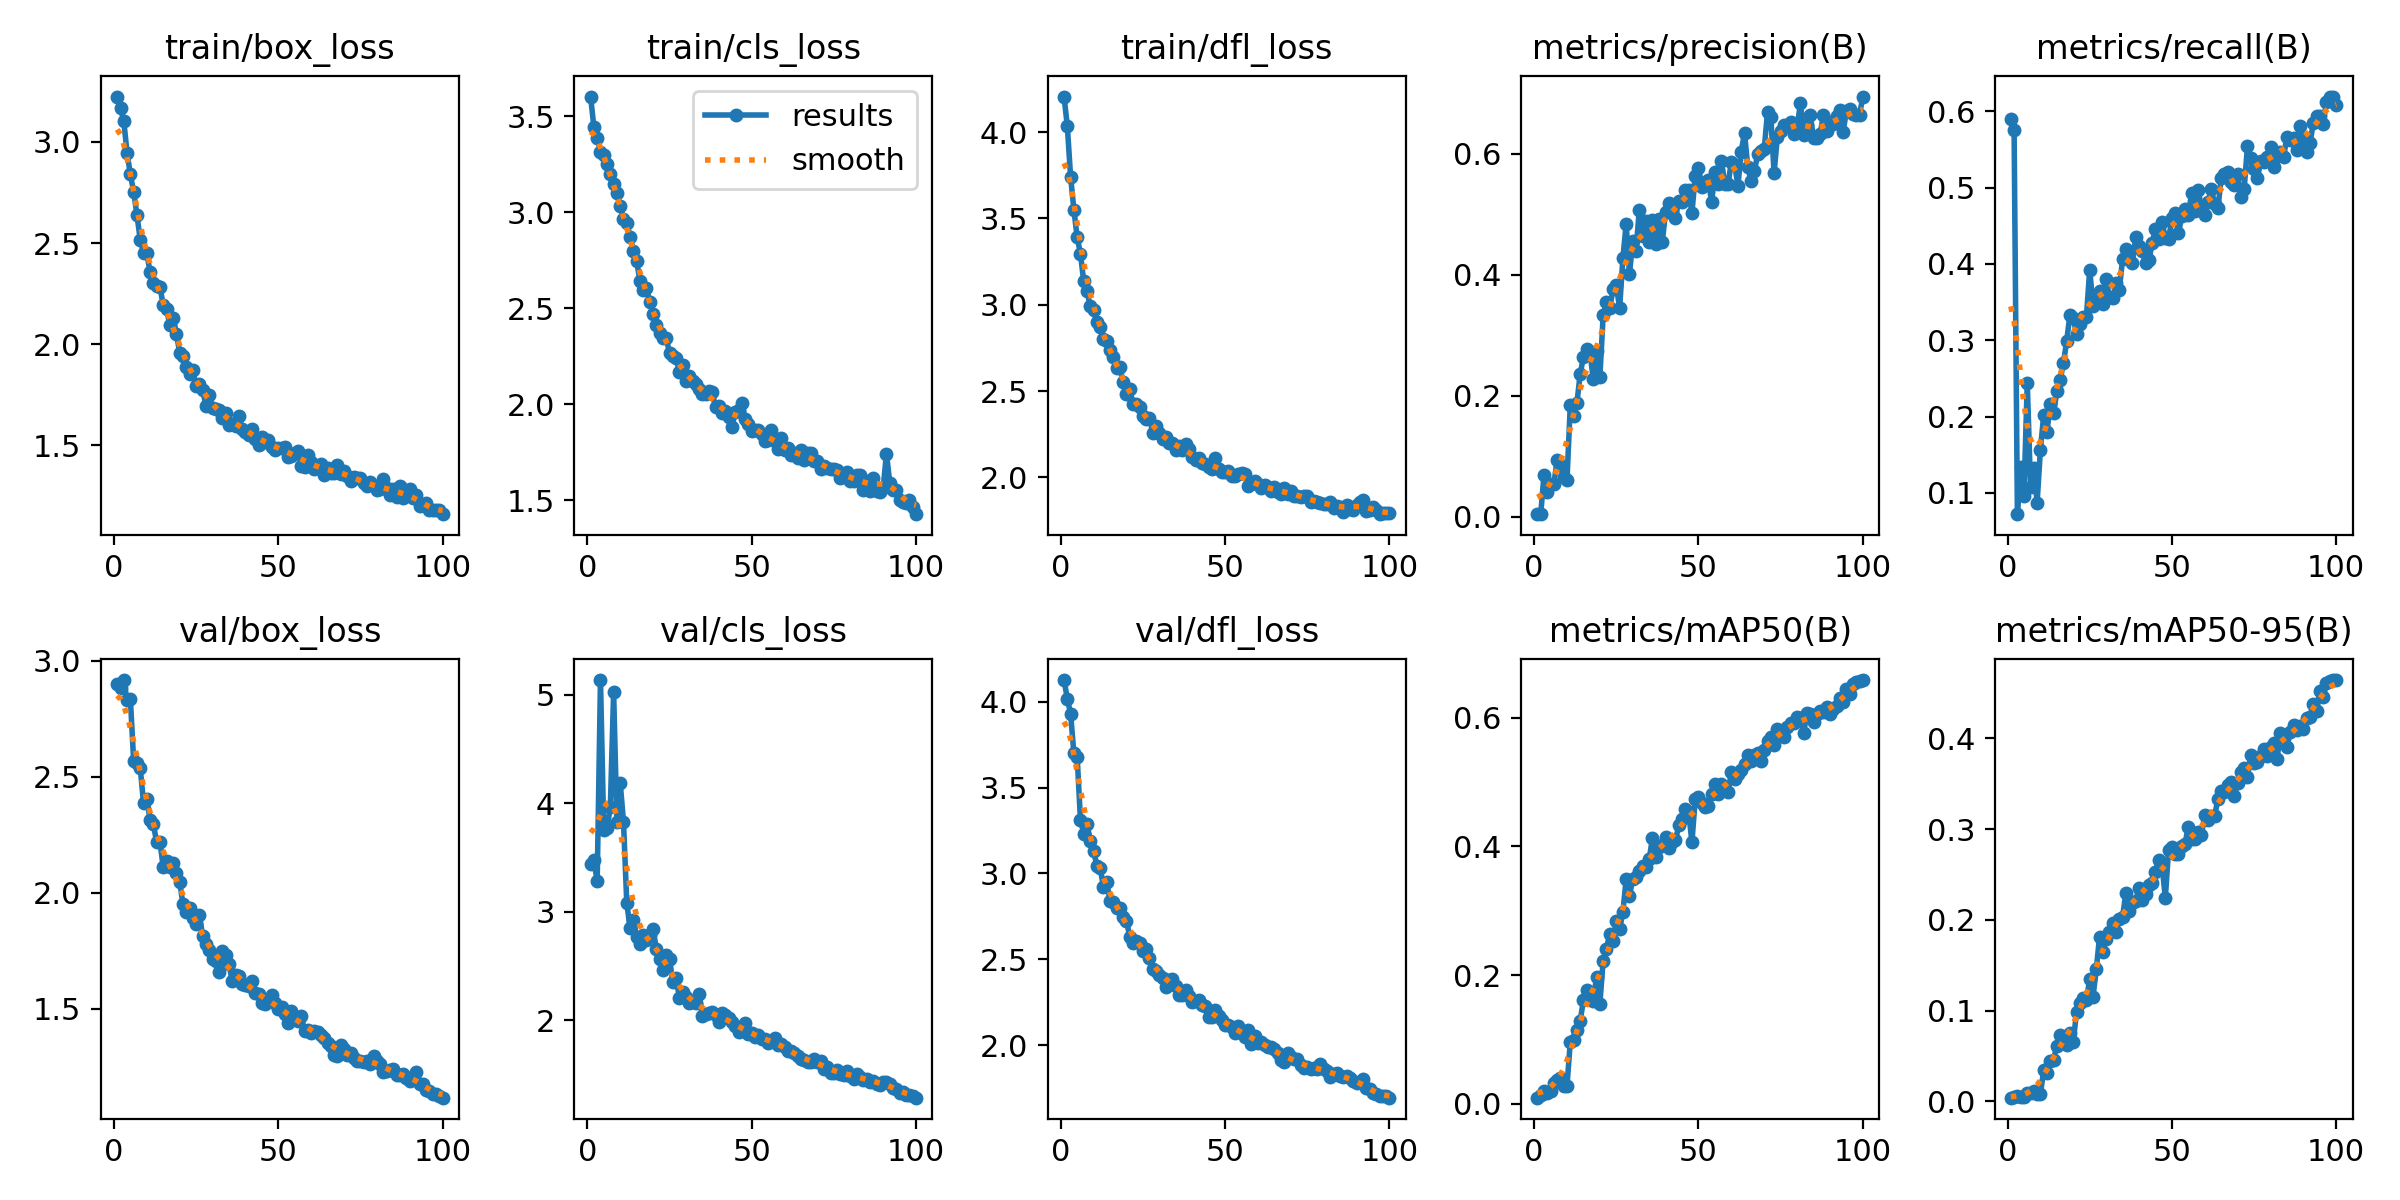 train/box_loss
3.0
2.5
2.0
1.5
0 50 100
train/cls_loss
results
smooth
3.5
3.0
2.5
2.0
1.5
0 50 100
train/dfl_loss
4.0
3.5
3.0
2.5
2.0
0 50 100
metrics/precision(B)
0.6
0.4
0.2
0.0
0 50 100
metrics/recall(B)
0.6
0.5
0.4
0.3
0.2
0.1
0 50 100
val/box_loss
3.0
2.5
2.0
1.5
0 50 100
val/cls_loss
5
4
3
2
0 50 100
val/dfl_loss
4.0
3.5
3.0
2.5
2.0
0 50 100
metrics/mAP50(B)
0.6
0.4
0.2
0.0
0 50 100
metrics/mAP50-95(B)
0.4
0.3
0.2
0.1
0.0
0 50 100